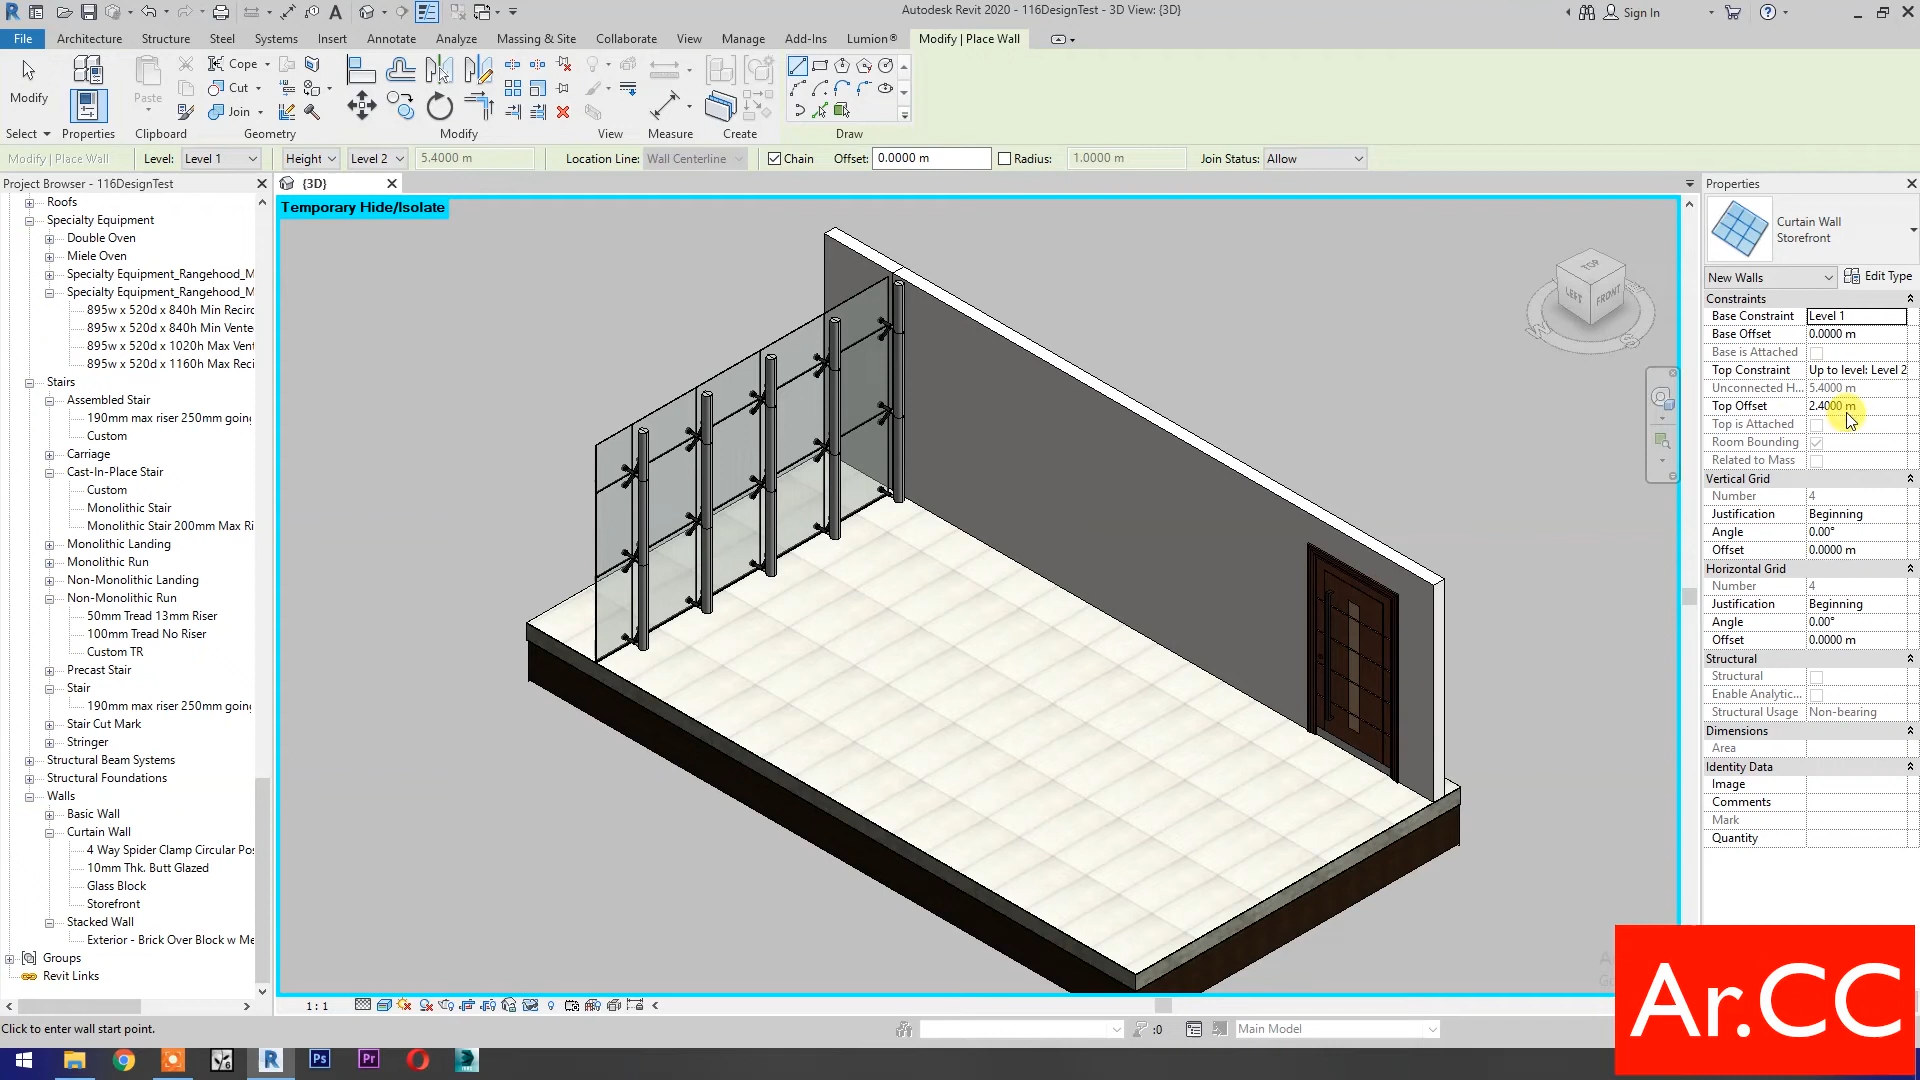 Autodesk Revit 2020 - 116DesignTest - 3D View: {3D}
Sign In
File Architecture Structure Steel Systems Insert Annotate Analyze Massing & Site Collaborate View Manage Add-Ins Lumion® Modify | Place Wall
Modify
Paste
Cope
Cut
Join
Select Properties Clipboard Geometry Modify View Measure Create Draw
Modify | Place Wall Level: Level 1 Height Level 2 5.4000 m Location Line: Wall Centerline Chain Offset: 0.0000 m Radius: 1.0000 m Join Status: Allow
Project Browser - 116DesignTest
Roofs
Specialty Equipment
Double Oven
Miele Oven
Specialty Equipment_Rangehood_M
Specialty Equipment_Rangehood_M
895w x 520d x 840h Min Recirc
895w x 520d x 840h Min Vente
895w x 520d x 1020h Max Vent
895w x 520d x 1160h Max Reci
Stairs
Assembled Stair
190mm max riser 250mm going
Custom
Carriage
Cast-In-Place Stair
Custom
Monolithic Stair
Monolithic Stair 200mm Max Ri
Monolithic Landing
Monolithic Run
Non-Monolithic Landing
Non-Monolithic Run
50mm Tread 13mm Riser
100mm Tread No Riser
Custom TR
Precast Stair
Stair
190mm max riser 250mm going
Stair Cut Mark
Stringer
Structural Beam Systems
Structural Foundations
Walls
Basic Wall
Curtain Wall
4 Way Spider Clamp Circular Pos
10mm Thk. Butt Glazed
Glass Block
Storefront
Stacked Wall
Exterior - Brick Over Block w Me
Groups
Revit Links
{3D}
Temporary Hide/Isolate
TOP
LEFT
FRONT
W
S
1 : 1
Properties
Curtain Wall
Storefront
New Walls Edit Type
Constraints
Base Constraint Level 1
Base Offset 0.0000 m
Base is Attached
Top Constraint Up to level: Level 2
Unconnected H... 5.4000 m
Top Offset 2.4000 m
Top is Attached
Room Bounding
Related to Mass
Vertical Grid
Number 4
Justification Beginning
Angle 0.00°
Offset 0.0000 m
Horizontal Grid
Number 4
Justification Beginning
Angle 0.00°
Offset 0.0000 m
Structural
Structural
Enable Analytic...
Structural Usage Non-bearing
Dimensions
Area
Identity Data
Image
Comments
Mark
Quantity
Click to enter wall start point.
:0
Main Model
Ps
Pr
Ar.CC